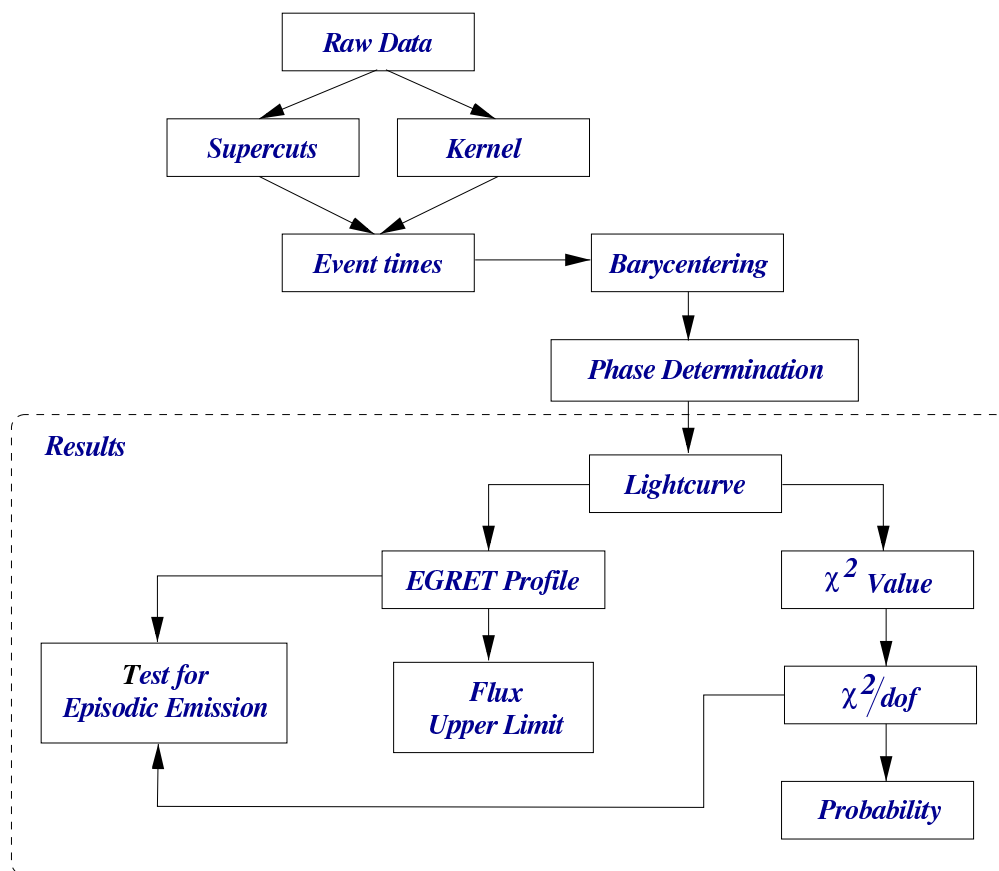 Raw Data
Supercuts
Kernel
Event times
Barycentering
Phase Determination
Results
Lightcurve
EGRET Profile
χ² Value
Test for
Episodic Emission
Flux
Upper Limit
χ²/dof
Probability